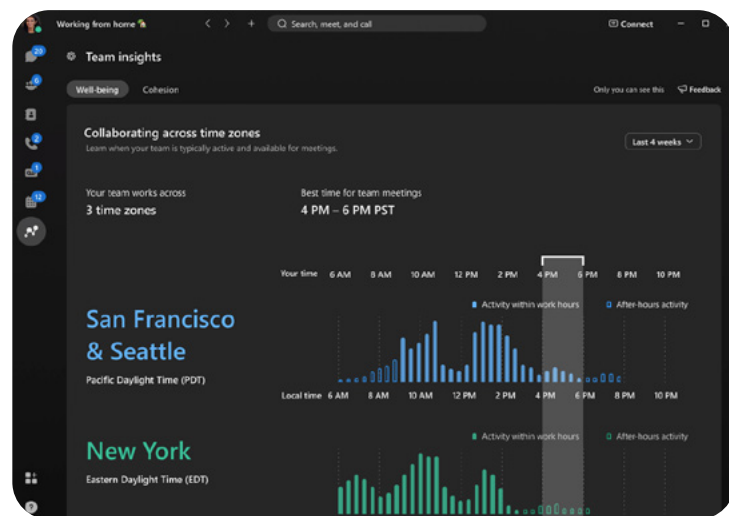 Working from home
Search, meet, and call
Connect
20
Team insights
6
Well-being
Cohesion
Only you can see this
Feedback
Collaborating across time zones
Learn when your team is typically active and available for meetings.
Last 4 weeks
2
1
12
Your team works across
3 time zones
Best time for team meetings
4 PM – 6 PM PST
Your time 6 AM 8 AM 10 AM 12 PM 2 PM 4 PM 6 PM 8 PM 10 PM
Activity within work hours
After-hours activity
San Francisco
& Seattle
Pacific Daylight Time (PDT)
Local time 6 AM 8 AM 10 AM 12 PM 2 PM 4 PM 6 PM 8 PM 10 PM
Activity within work hours
After-hours activity
New York
Eastern Daylight Time (EDT)